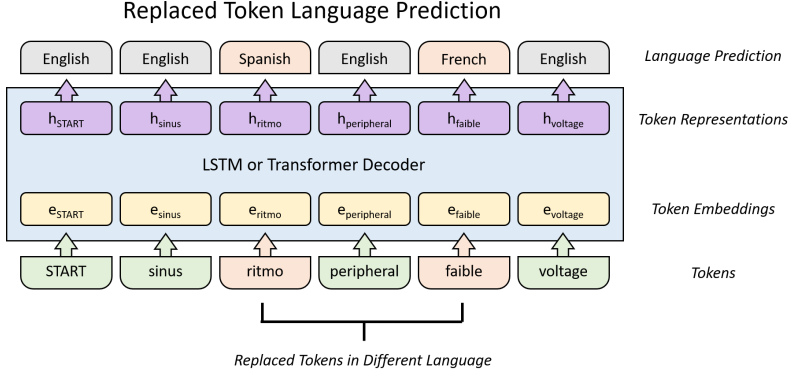 Replaced Token Language Prediction
English English Spanish English French English Language Prediction
hSTART hsinus hritmo hperipheral hfaible hvoltage Token Representations
LSTM or Transformer Decoder
eSTART esinus eritmo eperipheral efaible evoltage Token Embeddings
START sinus ritmo peripheral faible voltage Tokens
Replaced Tokens in Different Language